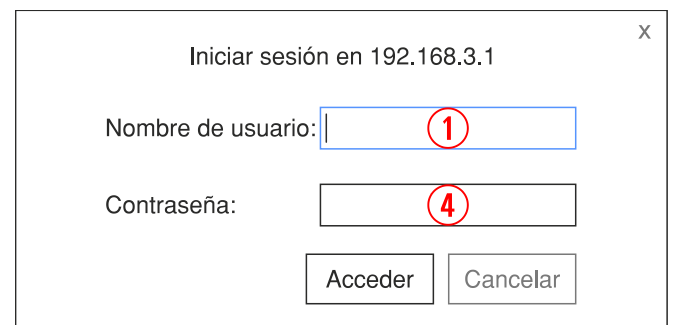 x
Iniciar sesión en 192.168.3.1
Nombre de usuario: 1
Contraseña: 4
Acceder Cancelar